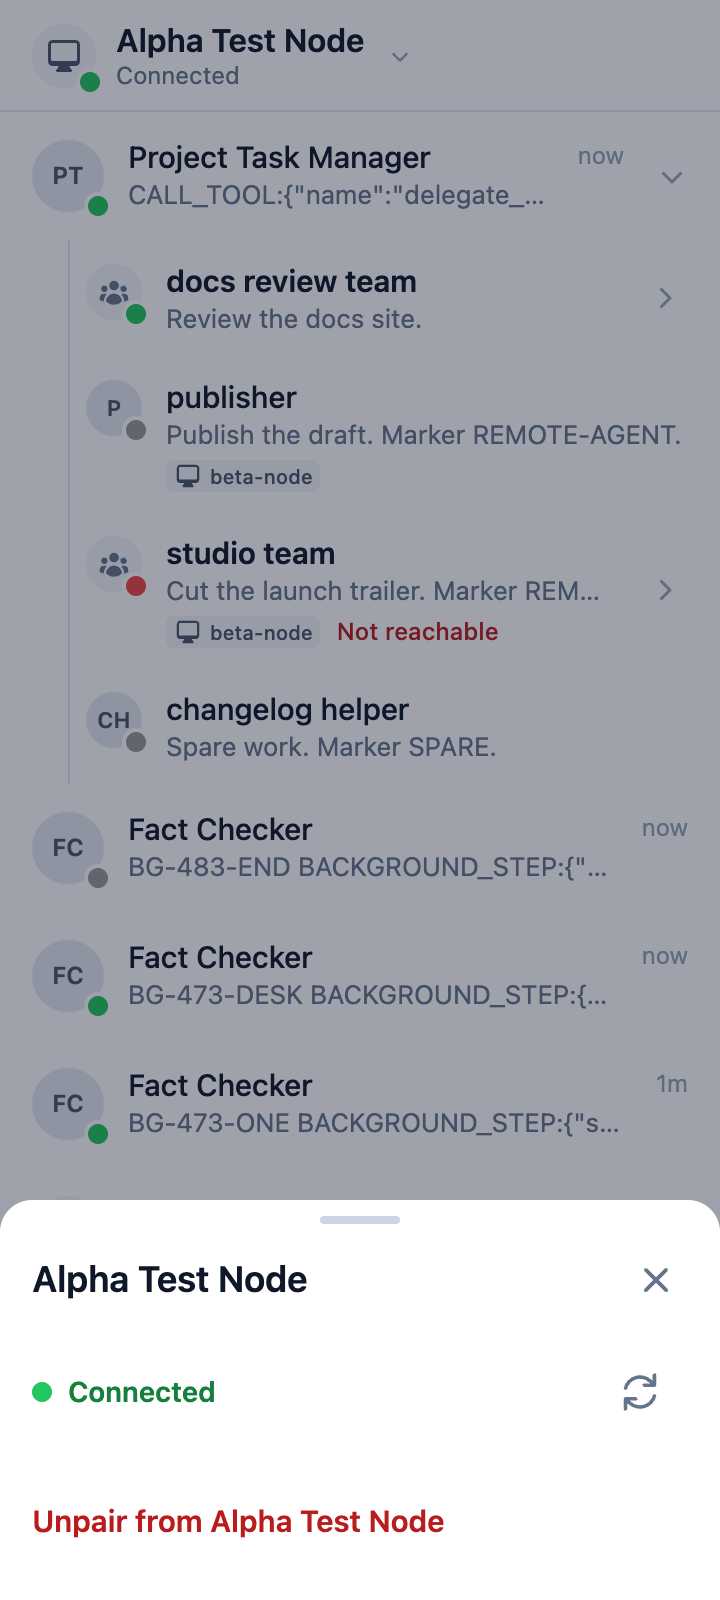 Alpha Test Node
Connected
PT
Project Task Manager
now
CALL_TOOL:{"name":"delegate_...
docs review team
Review the docs site.
P
publisher
Publish the draft. Marker REMOTE-AGENT.
beta-node
studio team
Cut the launch trailer. Marker REM...
beta-node
Not reachable
CH
changelog helper
Spare work. Marker SPARE.
FC
Fact Checker
now
BG-483-END BACKGROUND_STEP:{"...
FC
Fact Checker
now
BG-473-DESK BACKGROUND_STEP:{...
FC
Fact Checker
1m
BG-473-ONE BACKGROUND_STEP:{"s...
Alpha Test Node
Connected
Unpair from Alpha Test Node